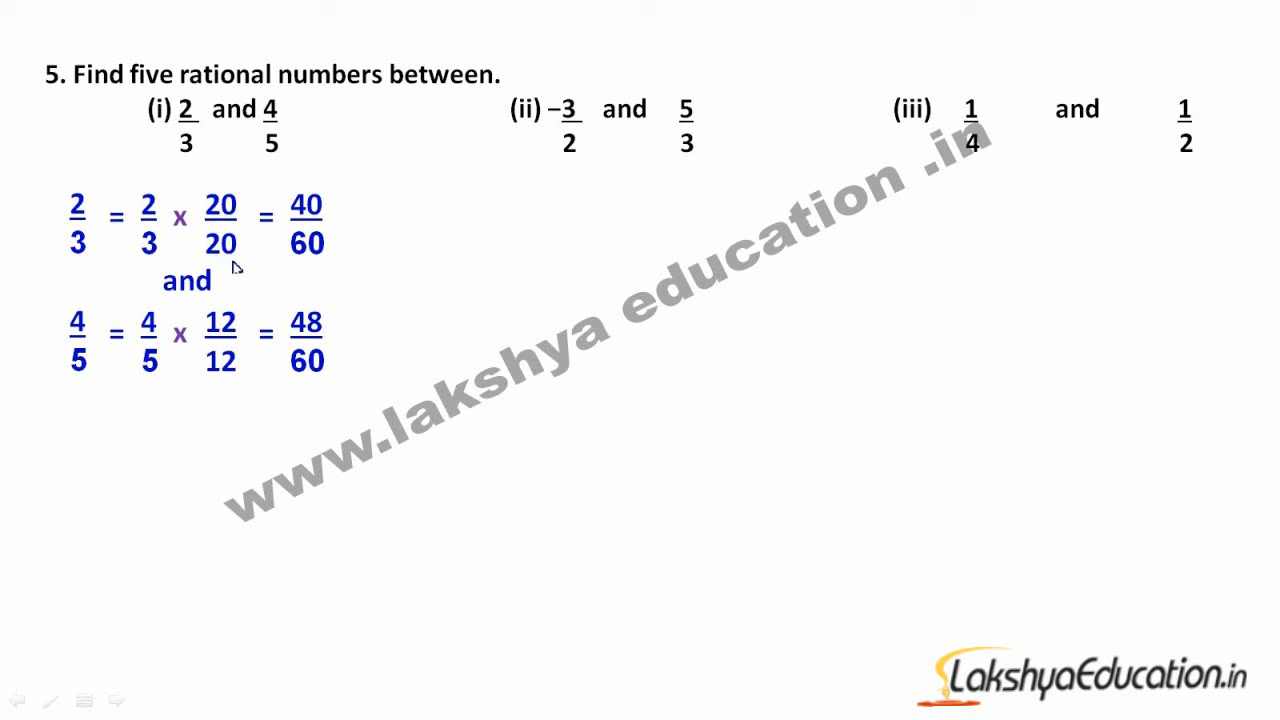 5. Find five rational numbers between.
(i) 2 and 4 (ii) –3 and 5 (iii) 1 and 1
3 5 2 3 4 2
2 = 2 x 20 = 40
3 3 20 60
and
4 = 4 x 12 = 48
5 5 12 60
www.lakshya education .in
LakshyaEducation.in